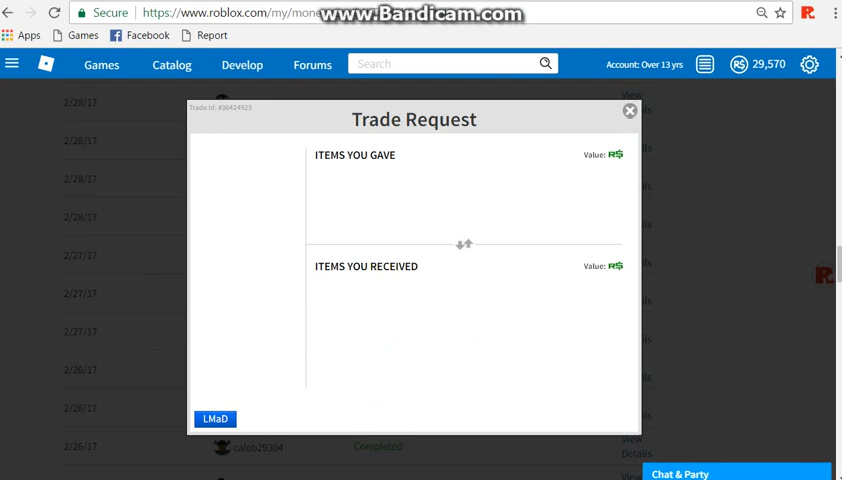 Secure https://www.roblox.com/my/mone
www.Bandicam.com
Apps Games Facebook Report
Games Catalog Develop Forums Search Account: Over 13 yrs R$ 29,570
2/28/17 View
Trade Id: #36424923
Trade Request
2/28/17
ITEMS YOU GAVE Value: R$
2/28/17
2/28/17
2/27/17
ITEMS YOU RECEIVED Value: R$
2/27/17
2/27/17
2/26/17
2/26/17
LMaD
2/26/17 caleb29304 Completed View
Details
Chat & Party